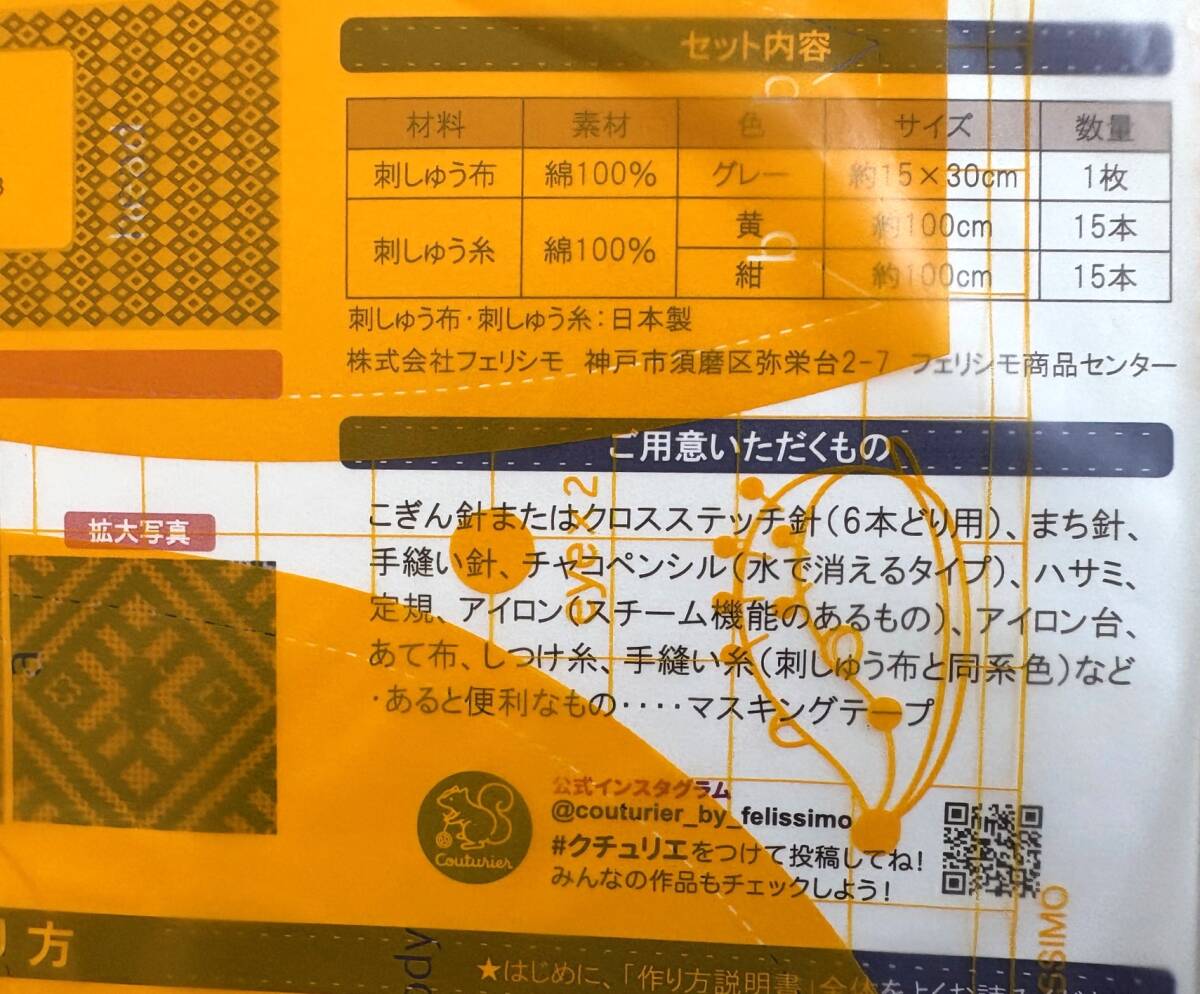 セット内容
材料 素材 色 サイズ 数量
刺しゅう布 綿100% グレー 約15×30cm 1枚
刺しゅう糸 綿100% 黄 約100cm 15本
紺 約100cm 15本
刺しゅう布・刺しゅう糸:日本製
株式会社フェリシモ 神戸市須磨区弥栄台2-7 フェリシモ商品センター
ご用意いただくもの
こぎん針またはクロスステッチ針(6本どり用)、まち針、
手縫い針、チャコペンシル(水で消えるタイプ)、ハサミ、
定規、アイロン(スチーム機能のあるもの)、アイロン台、
あて布、しつけ糸、手縫い糸(刺しゅう布と同系色)など
・あると便利なもの‥‥マスキングテープ
拡大写真
eye×2
公式インスタグラム
@couturier_by_felissimo
#クチュリエをつけて投稿してね!
みんなの作品もチェックしよう!
Couturier
SSIMO
り方
ody
★はじめに、「作り方説明書」全体をよくお読み